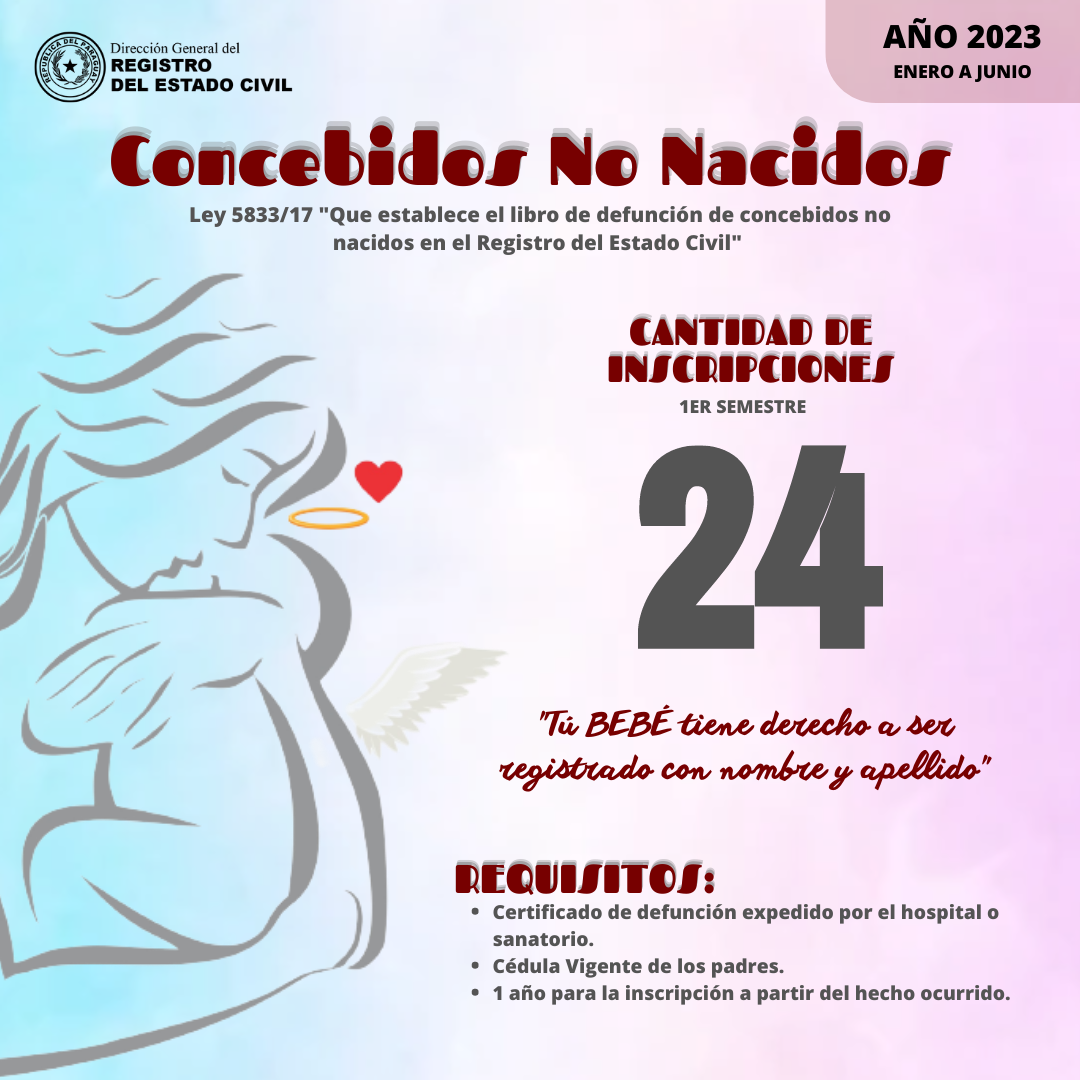 REPÚBLICA DEL PARAGUAY
Dirección General del
REGISTRO
DEL ESTADO CIVIL
AÑO 2023
ENERO A JUNIO
Concebidos No Nacidos
Ley 5833/17 "Que establece el libro de defunción de concebidos no
nacidos en el Registro del Estado Civil"
CANTIDAD DE
INSCRIPCIONES
1ER SEMESTRE
24
"Tú BEBÉ tiene derecho a ser
registrado con nombre y apellido"
REQUISITOS:
• Certificado de defunción expedido por el hospital o
sanatorio.
• Cédula Vigente de los padres.
• 1 año para la inscripción a partir del hecho ocurrido.